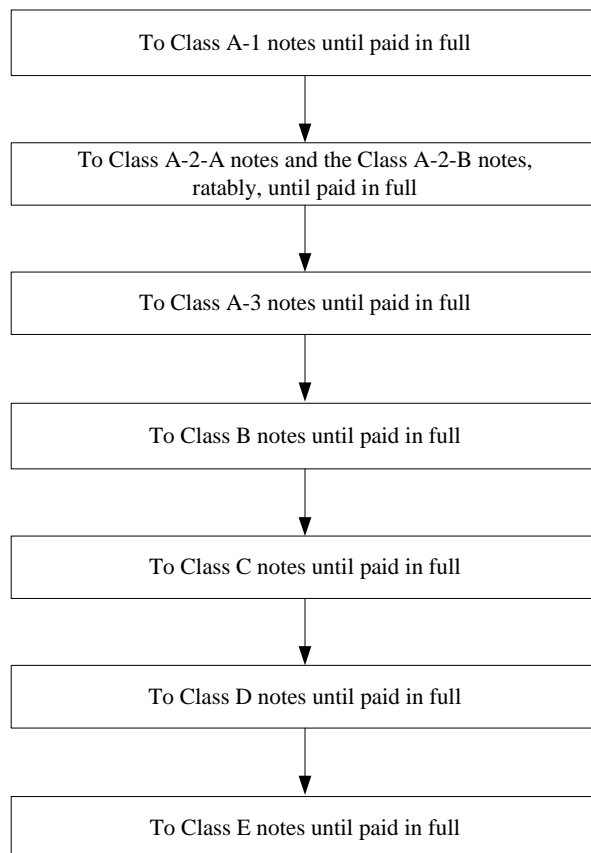 To Class A-1 notes until paid in full
To Class A-2-A notes and the Class A-2-B notes,
ratably, until paid in full
To Class A-3 notes until paid in full
To Class B notes until paid in full
To Class C notes until paid in full
To Class D notes until paid in full
To Class E notes until paid in full